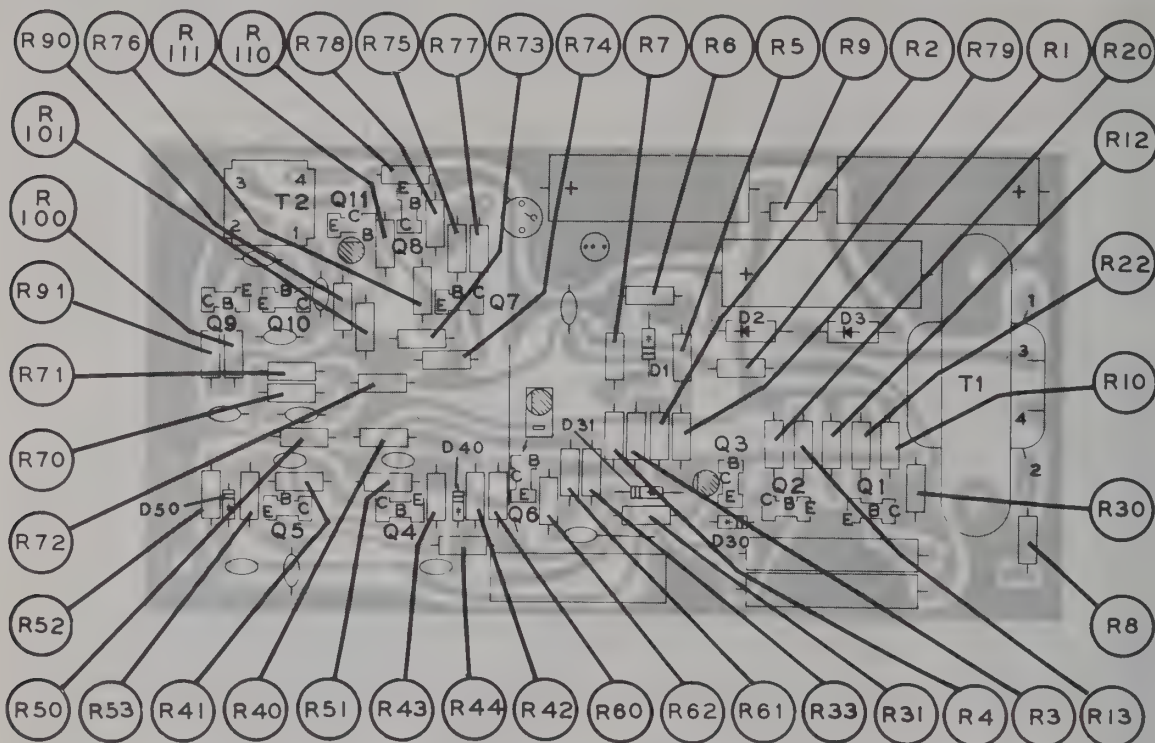 R90 R76 R111 R110 R78 R75 R77 R73 R74 R7 R6 R5 R9 R2 R79 R1 R20
R101 R12
R100 R22
R91 R10
R71 R30
R70 R8
R72
R52
3 4
T2
2 1
Q11
E
B
C
E C B
Q8
E B C
Q7
C B E
Q9
E B C
Q10
+ + +
D2 D3
D1
1
3
T1
4
2
D31
D40
D50
D30
B
C
E
Q3
C B E
Q2
E B C
Q1
B
C
E
Q6
C B E
Q4
E B C
Q5
R50 R53 R41 R40 R51 R43 R44 R42 R60 R62 R61 R33 R31 R4 R3 R13